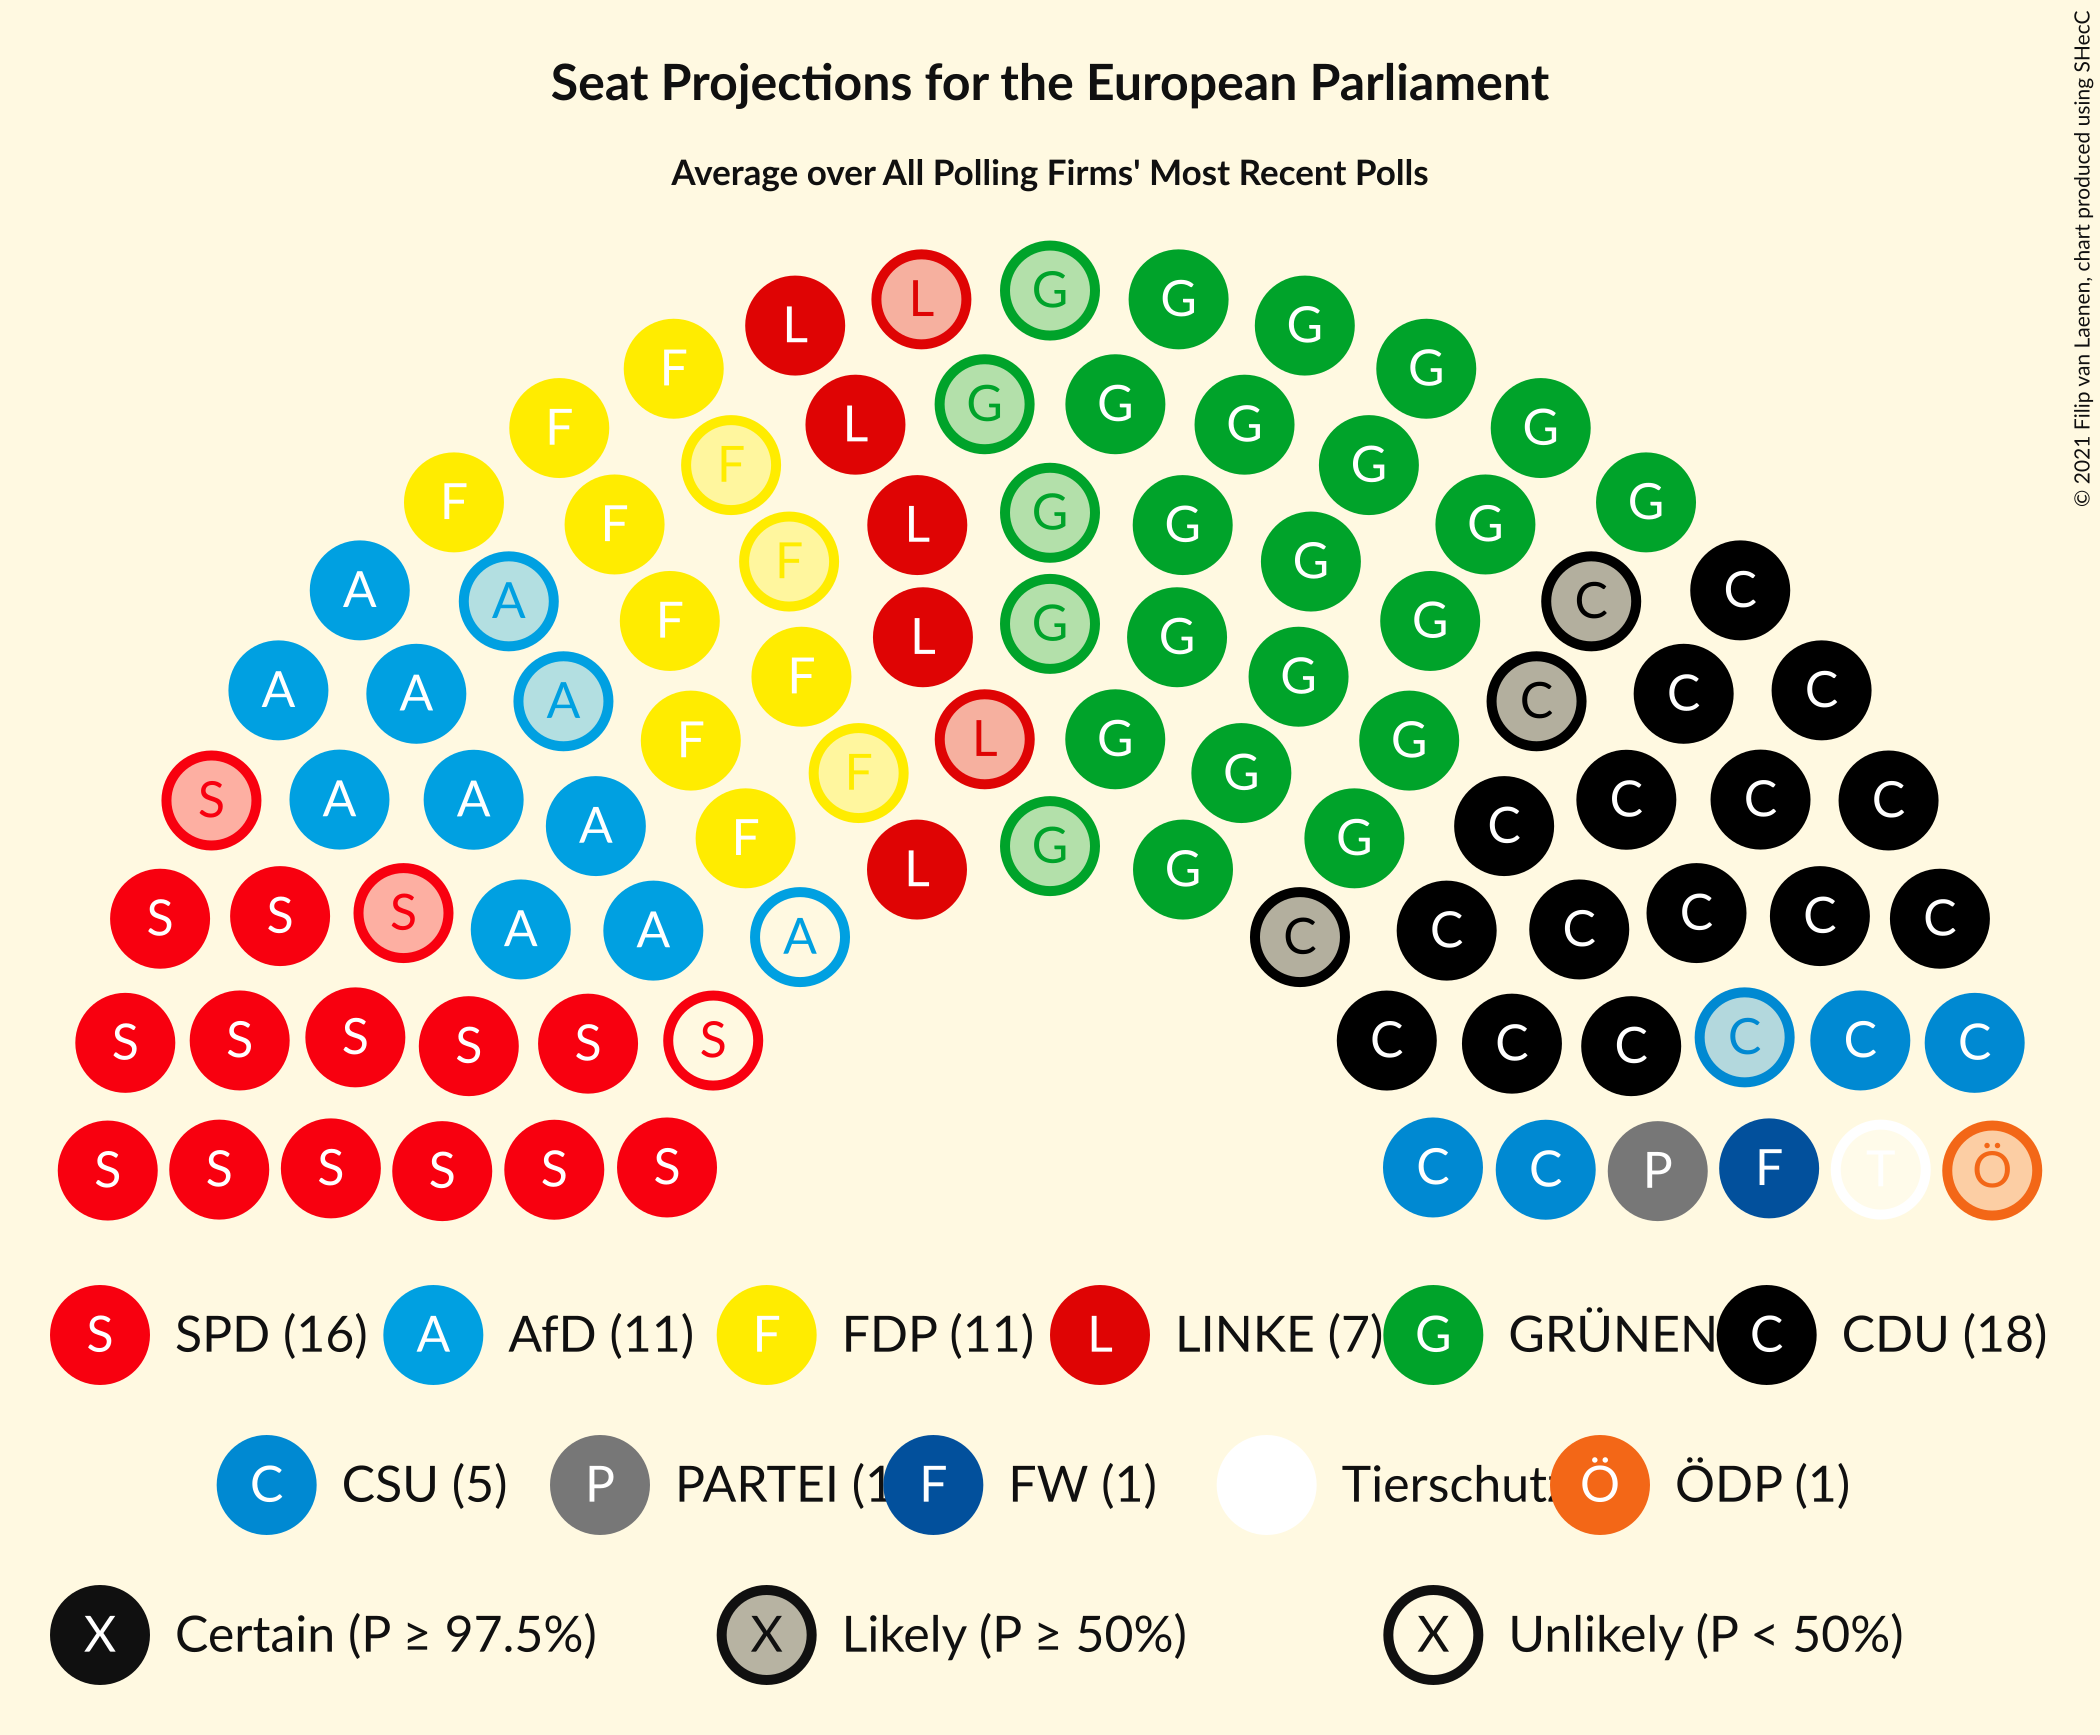 Seat Projections for the European Parliament
Average over All Polling Firms' Most Recent Polls
© 2021 Filip van Laenen, chart produced using SHecC
L G G G
L F G G
F L G G G G
F F G G
F L G G G
F F G G
A A F L G G G C C
F F G G
A A A F L G G G C C C
S A A A F F G G C C C C
F L G G
S S S A A A C C C C C C
S S S S S S C C C C C C
S S S S S S C C P F T Ö
S SPD (16) A AfD (11) F FDP (11) L LINKE (7) G GRÜNEN C CDU (18)
C CSU (5) P PARTEI (1 F FW (1) Tierschut Ö ÖDP (1)
X Certain (P ≥ 97.5%) X Likely (P ≥ 50%) X Unlikely (P < 50%)